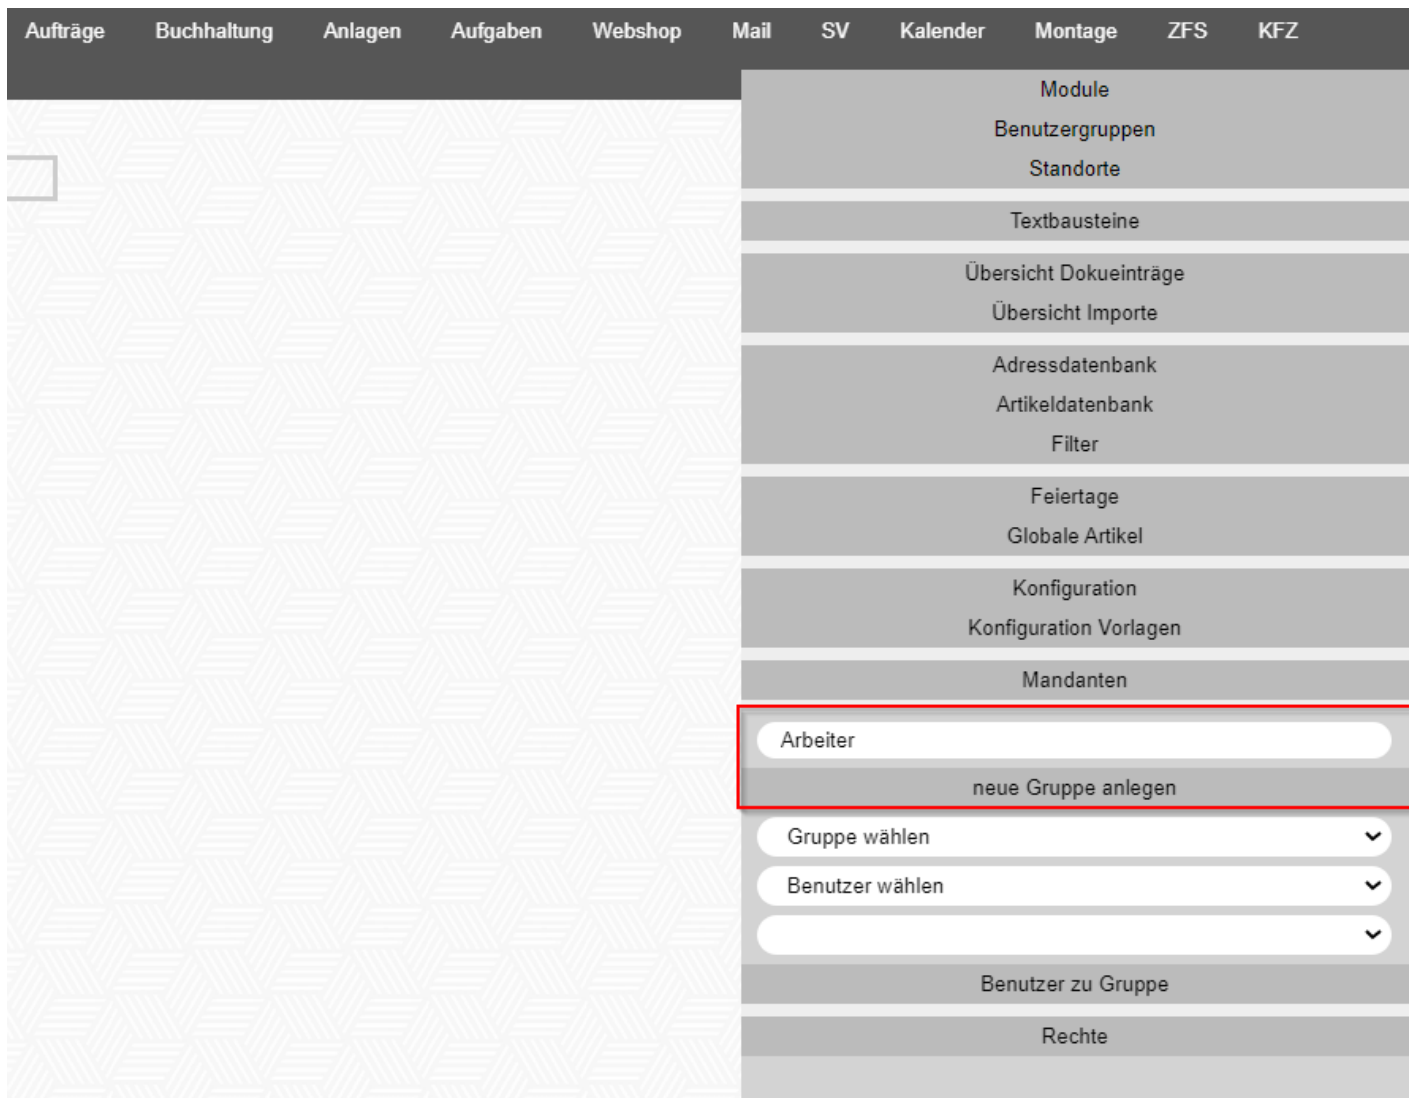 Aufträge Buchhaltung Anlagen Aufgaben Webshop Mail SV Kalender Montage ZFS KFZ
Module
Benutzergruppen
Standorte
Textbausteine
Übersicht Dokueinträge
Übersicht Importe
Adressdatenbank
Artikeldatenbank
Filter
Feiertage
Globale Artikel
Konfiguration
Konfiguration Vorlagen
Mandanten
Arbeiter
neue Gruppe anlegen
Gruppe wählen
Benutzer wählen
Benutzer zu Gruppe
Rechte